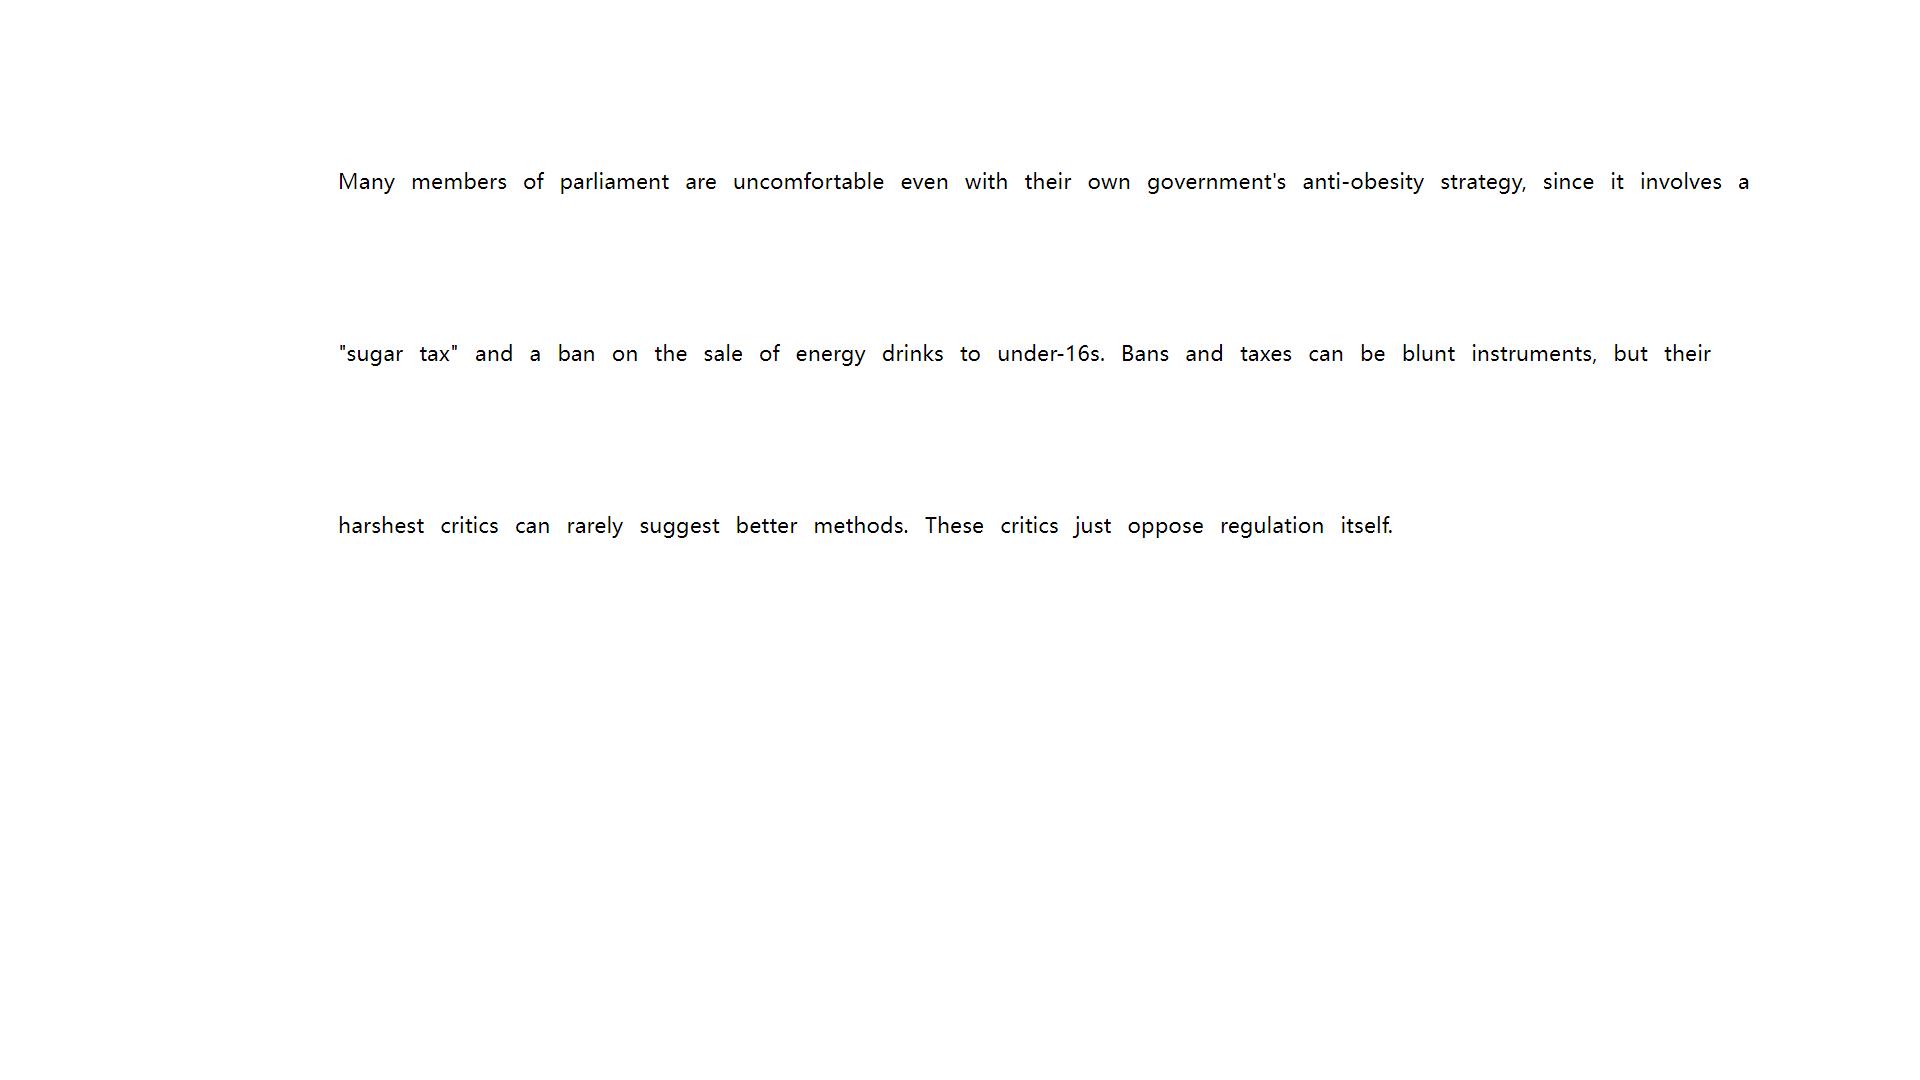 Many members of parliament are uncomfortable even with their own government's anti-obesity strategy, since it involves a
"sugar tax" and a ban on the sale of energy drinks to under-16s. Bans and taxes can be blunt instruments, but their
harshest critics can rarely suggest better methods. These critics just oppose regulation itself.